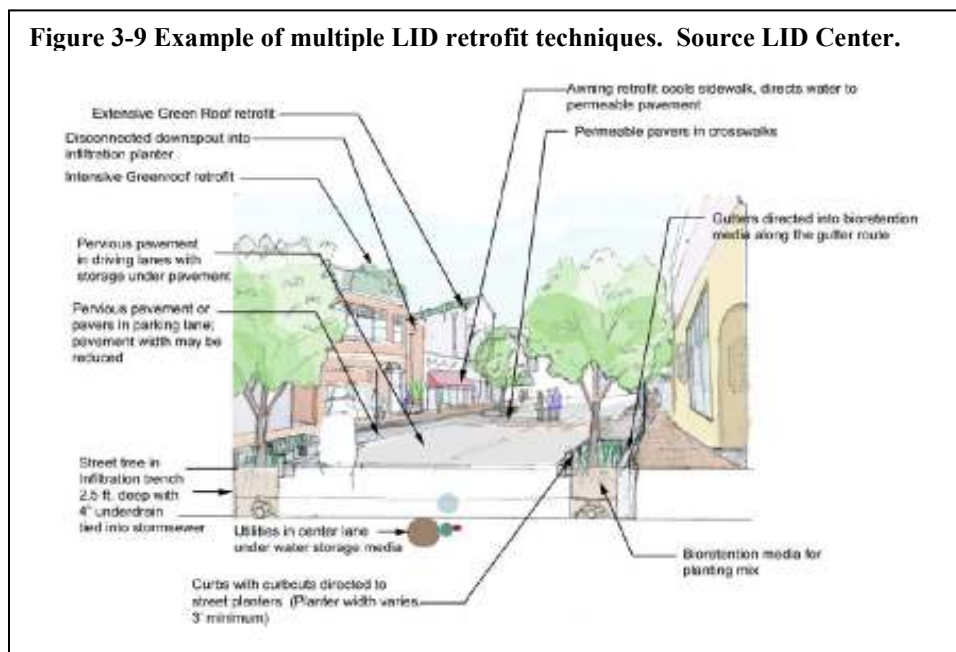 Figure 3-9 Example of multiple LID retrofit techniques.  Source LID Center.
Extensive Green Roof retrofit
Disconnected downspout into
infiltration planter
Intensive Greenroof retrofit
Pervious pavement
in driving lanes with
storage under pavement
Pervious pavement or
pavers in parking lane;
pavement width may be
reduced
Street tree in
Infiltration trench
2.5 ft. deep with
4" underdrain
tied into stormsewer
Utilities in center lane
under water storage media
Curbs with curbcuts directed to
street planters (Planter width varies
3' minimum)
Awning retrofit cools sidewalk, directs water to
permeable pavement
Permeable pavers in crosswalks
Gutters directed into bioretention
media along the gutter route
Bioretention media for
planting mix